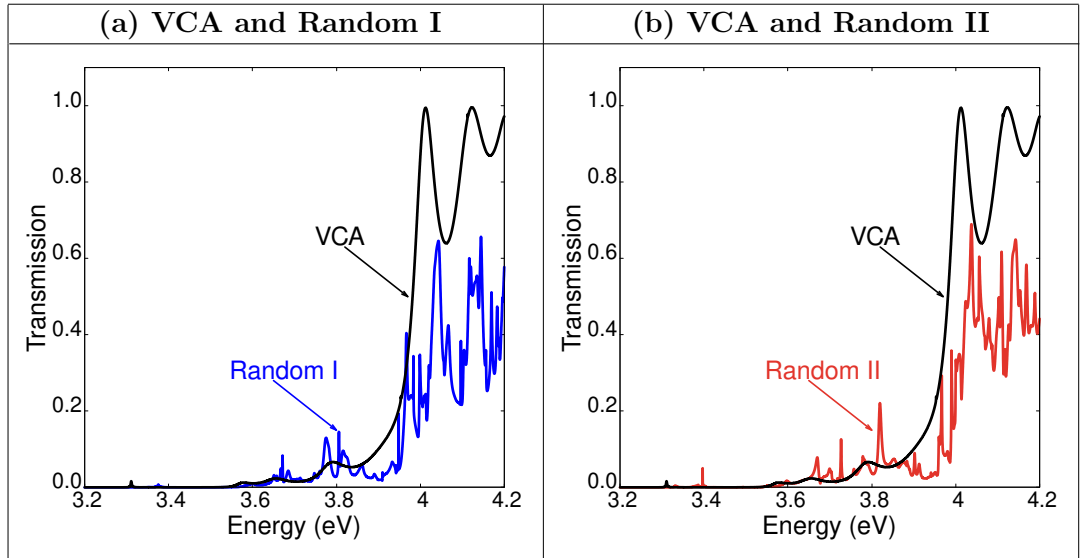 (a) VCA and Random I
(b) VCA and Random II
1.0
0.8
0.6
0.4
0.2
0.0
3.2
3.4
3.6
3.8
4
4.2
Transmission
Energy (eV)
VCA
Random I
1.0
0.8
0.6
0.4
0.2
0.0
3.2
3.4
3.6
3.8
4
4.2
Transmission
Energy (eV)
VCA
Random II